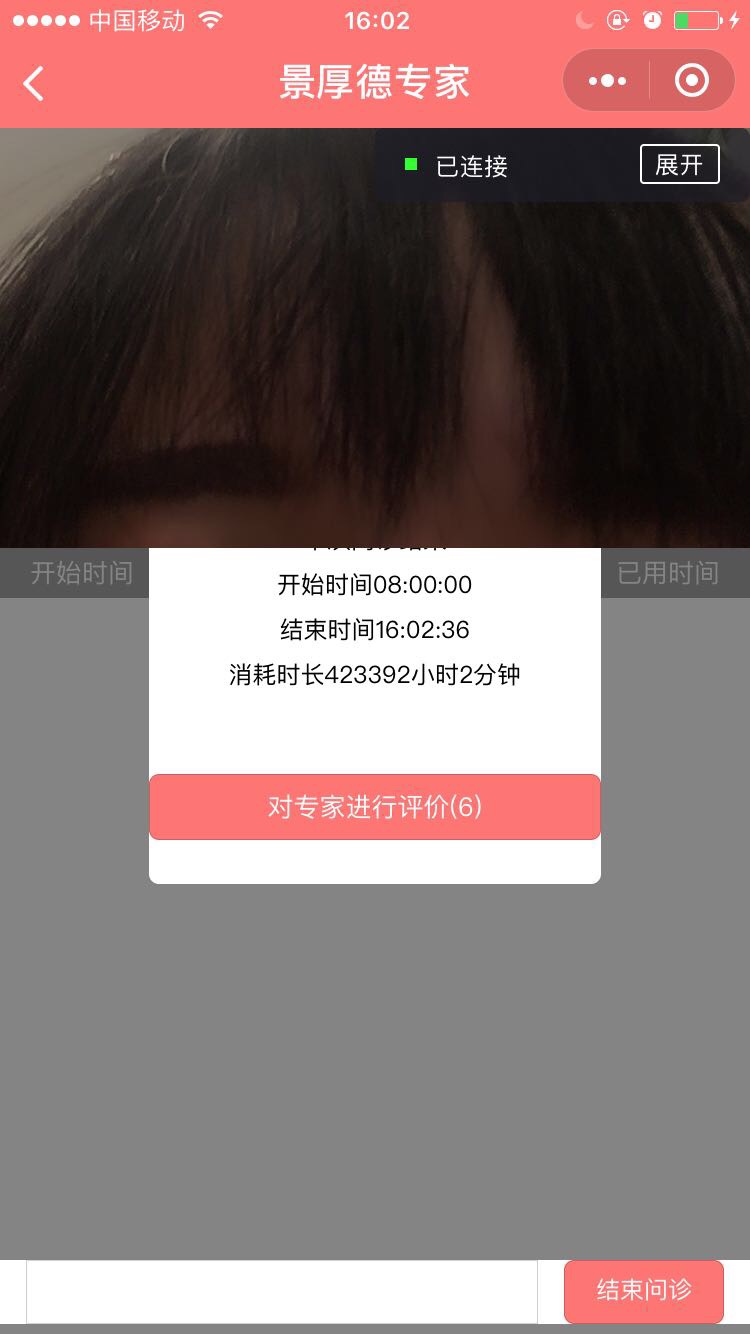 中国移动 16:02
景厚德专家
已连接 展开
开始时间 已用时间
开始时间08:00:00
结束时间16:02:36
消耗时长423392小时2分钟
对专家进行评价(6)
结束问诊